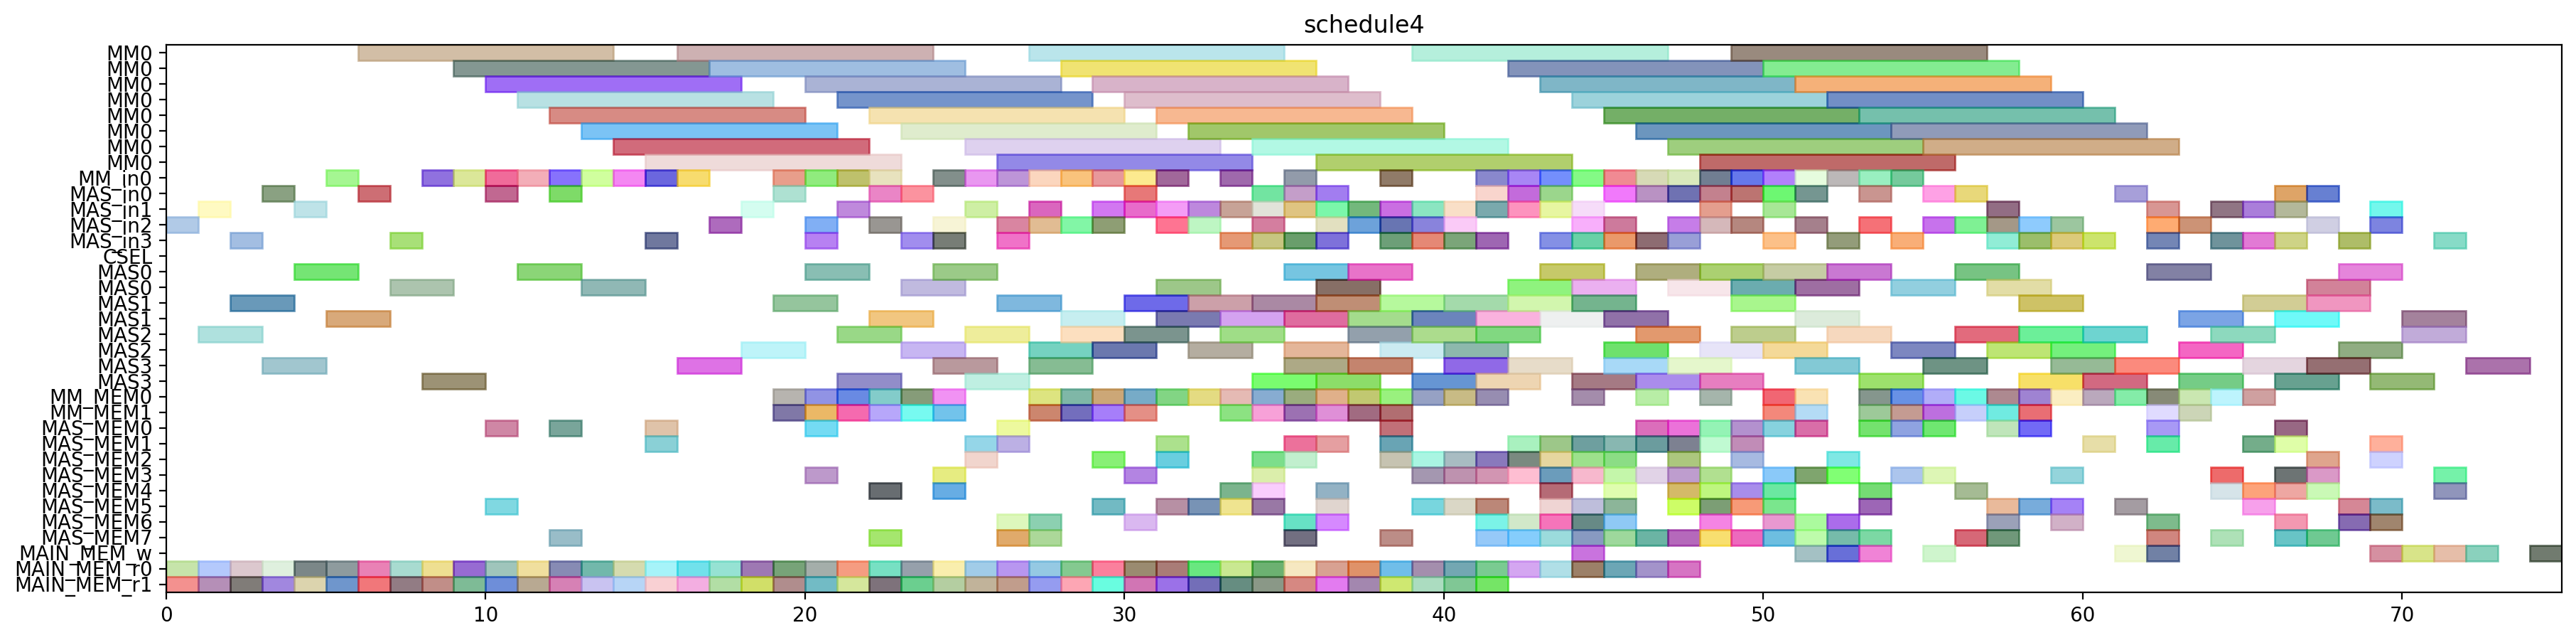 schedule4
MM0
MM0
MM0
MM0
MM0
MM0
MM0
MM0
MM_in0
MAS_in0
MAS_in1
MAS_in2
MAS_in3
CSEL
MAS0
MAS0
MAS1
MAS1
MAS2
MAS2
MAS3
MAS3
MM_MEM0
MM_MEM1
MAS_MEM0
MAS_MEM1
MAS_MEM2
MAS_MEM3
MAS_MEM4
MAS_MEM5
MAS_MEM6
MAS_MEM7
MAIN_MEM_w
MAIN_MEM_r0
MAIN_MEM_r1
0 10 20 30 40 50 60 70